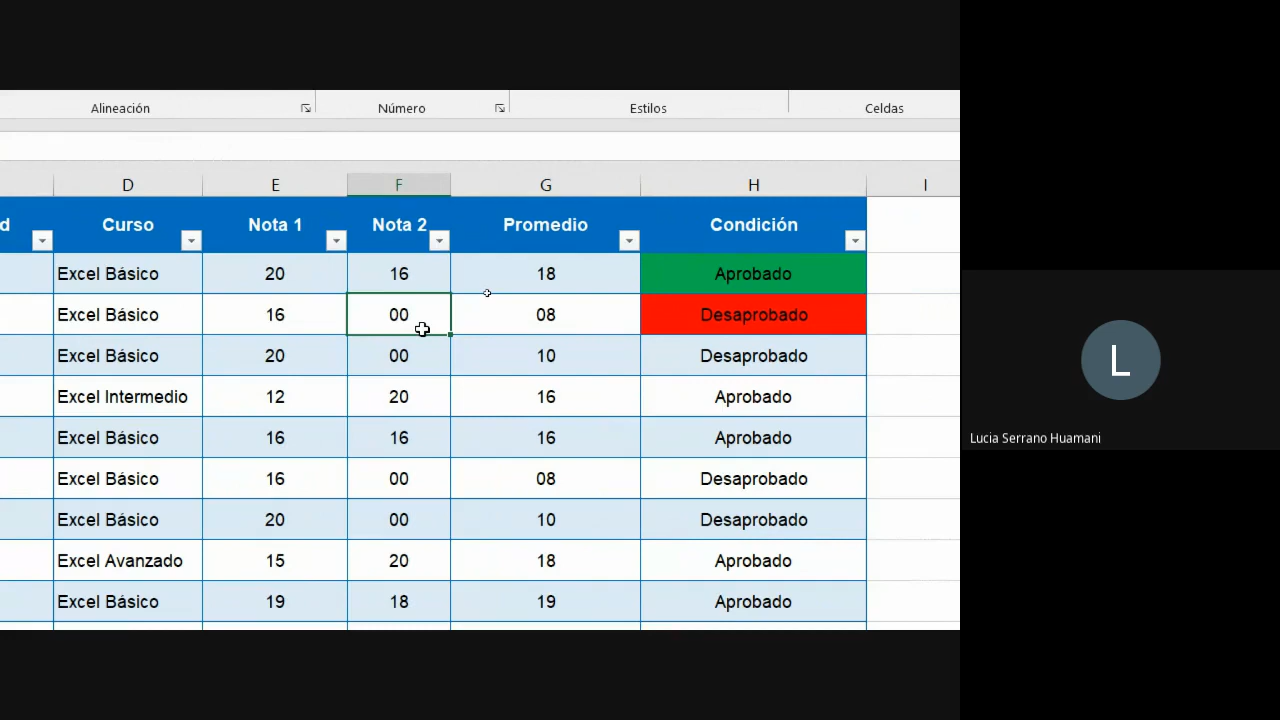 Alineación Número Estilos Celdas
D E F G H I
d Curso Nota 1 Nota 2 Promedio Condición
Excel Básico 20 16 18 Aprobado
Excel Básico 16 00 08 Desaprobado
Excel Básico 20 00 10 Desaprobado
Excel Intermedio 12 20 16 Aprobado
Excel Básico 16 16 16 Aprobado
Excel Básico 16 00 08 Desaprobado
Excel Básico 20 00 10 Desaprobado
Excel Avanzado 15 20 18 Aprobado
Excel Básico 19 18 19 Aprobado
L
Lucia Serrano Huamani